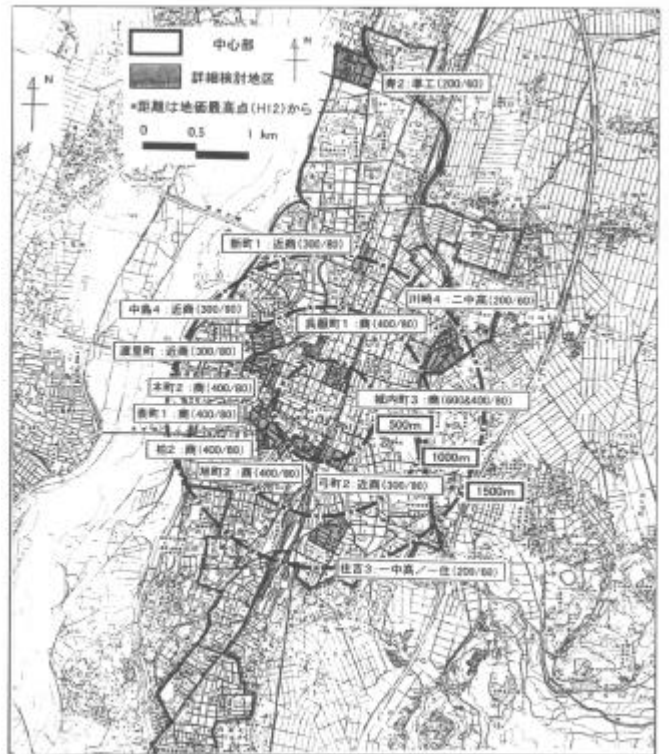 中心部
N
N
詳細検討地区
*距離は地価最高点(H12)から
0 0.5 1 km
寿2：準工(200/60)
新町1：近商(300/80)
川崎4：二中高(200/60)
中島4：近商(300/80)
呉服町1：商(400/80)
蓮見町：近商(300/80)
本町2：商(400/80)
城内町3：商(600&400/80)
表町1：商(400/80)
500m
柏2：商(400/80)
1000m
旭町2：商(400/80)
弓町2：近商(300/80)
1500m
住吉3：一中高／一住(200/60)